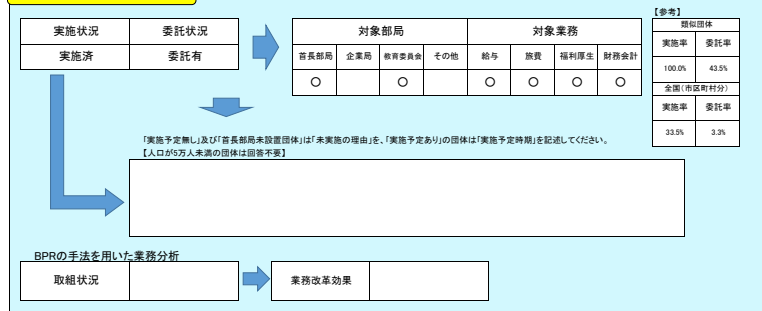 【参考】
実施状況 委託状況 対象部局 対象業務 類似団体
実施済 委託有 首長部局 企業局 教育委員会 その他 給与 旅費 福利厚生 財務会計 実施率 委託率
○ ○ ○ ○ ○ ○ 100.0% 43.5%
全国(市区町村分)
実施率 委託率
33.5% 3.3%
「実施予定無し」及び「首長部局未設置団体」は「未実施の理由」を、「実施予定あり」の団体は「実施予定時期」を記述してください。
【人口が5万人未満の団体は回答不要】
BPRの手法を用いた業務分析
取組状況 業務改革効果